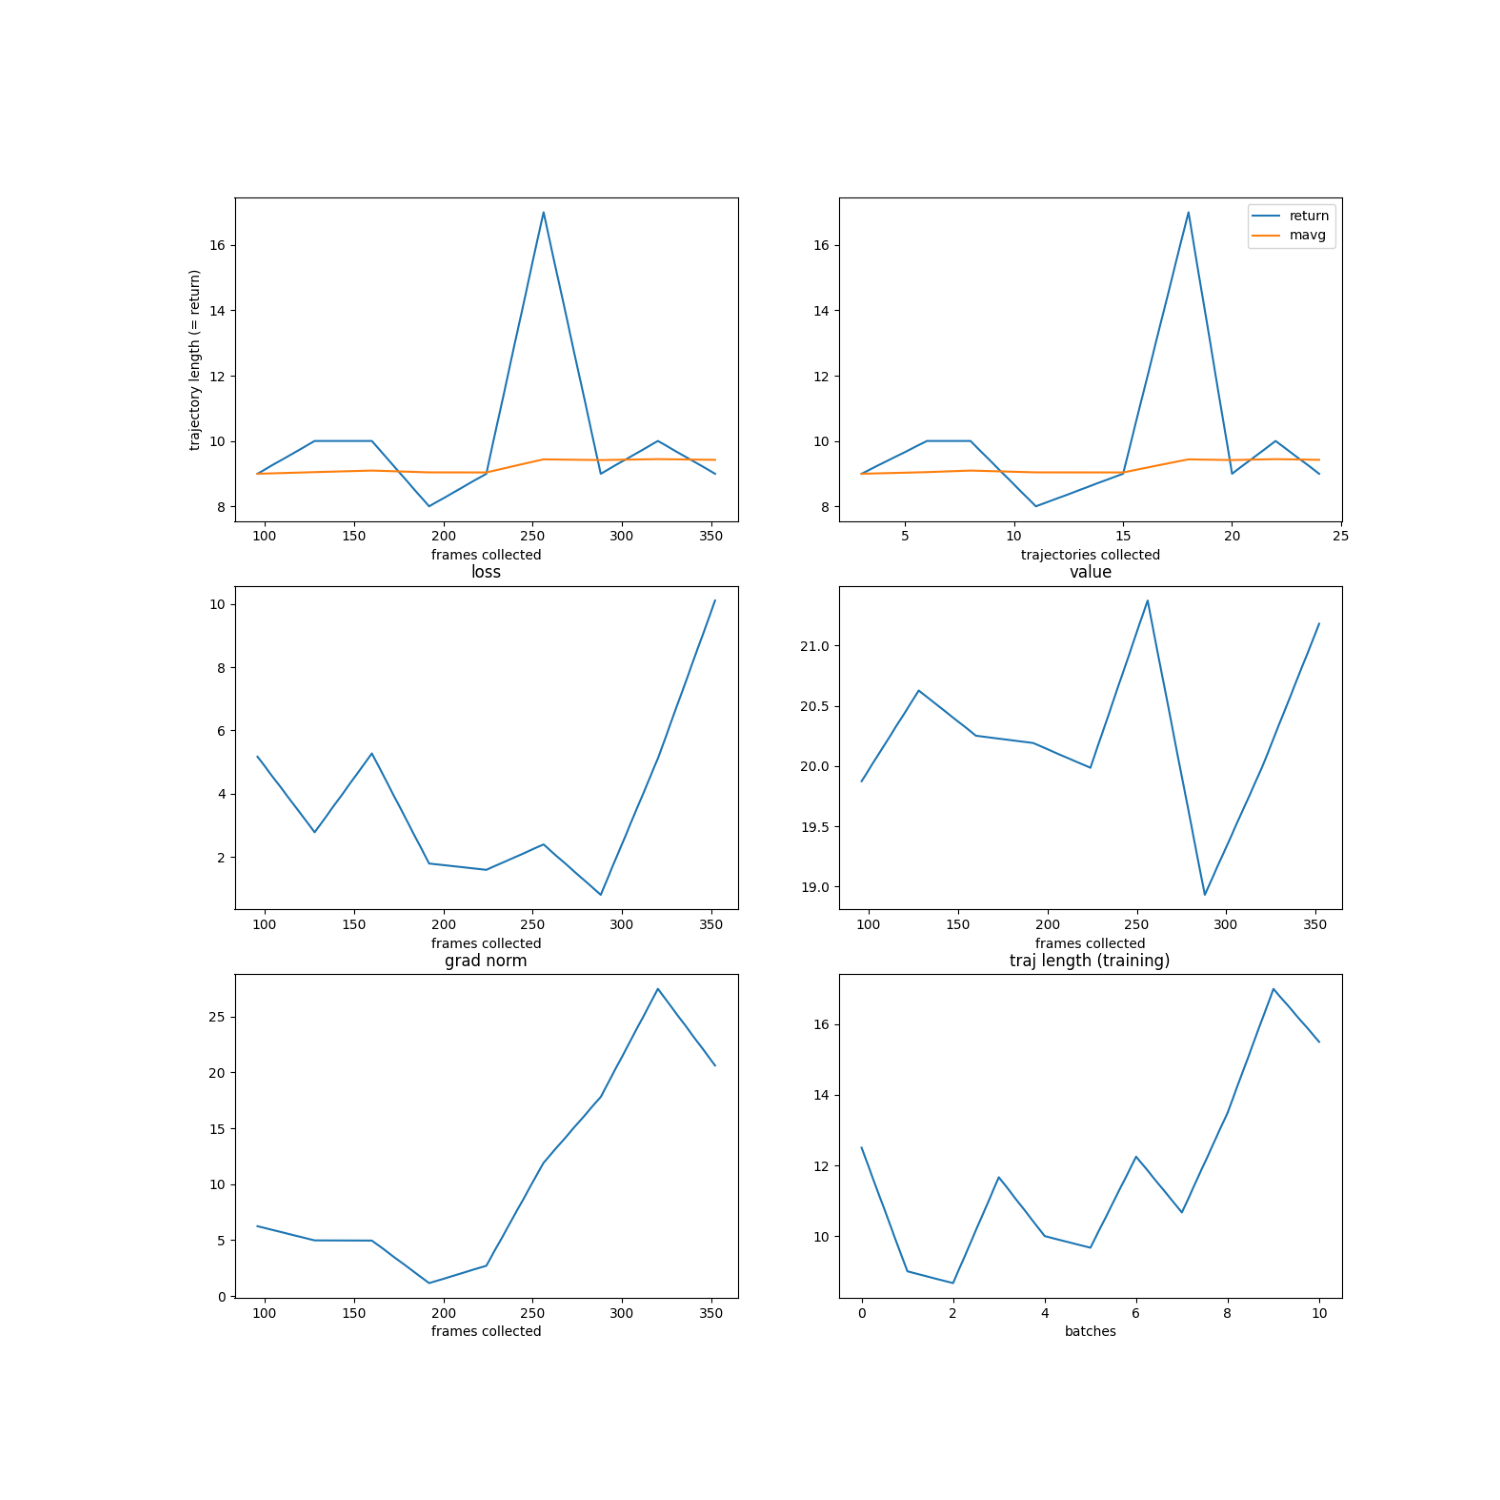 trajectory length (= return)
16
14
12
10
8
100 150 200 250 300 350
frames collected
return
mavg
16
14
12
10
8
5 10 15 20 25
trajectories collected
loss
10
8
6
4
2
100 150 200 250 300 350
frames collected
value
21.0
20.5
20.0
19.5
19.0
100 150 200 250 300 350
frames collected
grad norm
25
20
15
10
5
0
100 150 200 250 300 350
frames collected
traj length (training)
16
14
12
10
0 2 4 6 8 10
batches